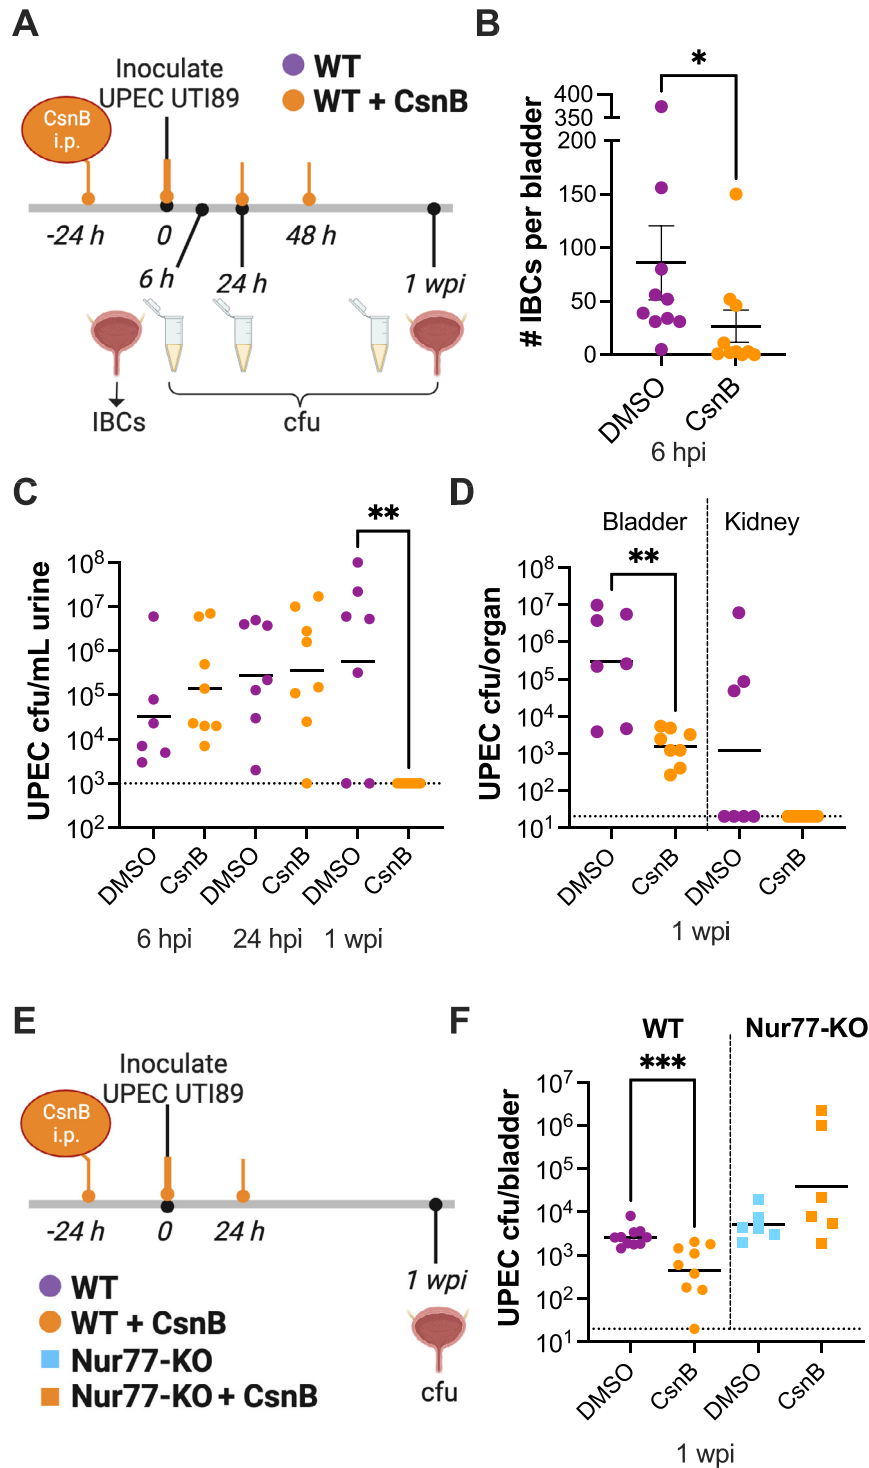 A
Inoculate
UPEC UTI89
WT
WT + CsnB
CsnB
i.p.
-24 h
0
48 h
6 h
24 h
1 wpi
IBCs
cfu
B
*
# IBCs per bladder
400
350
200
150
100
50
0
DMSO
CsnB
6 hpi
C
**
UPEC cfu/mL urine
10⁸
10⁷
10⁶
10⁵
10⁴
10³
10²
DMSO
CsnB
DMSO
CsnB
DMSO
CsnB
6 hpi
24 hpi
1 wpi
D
Bladder
Kidney
**
UPEC cfu/organ
10⁸
10⁷
10⁶
10⁵
10⁴
10³
10²
10¹
DMSO
CsnB
DMSO
CsnB
1 wpi
E
Inoculate
UPEC UTI89
CsnB
i.p.
-24 h
0
24 h
1 wpi
WT
WT + CsnB
Nur77-KO
Nur77-KO + CsnB
cfu
F
WT
Nur77-KO
***
UPEC cfu/bladder
10⁷
10⁶
10⁵
10⁴
10³
10²
10¹
DMSO
CsnB
DMSO
CsnB
1 wpi